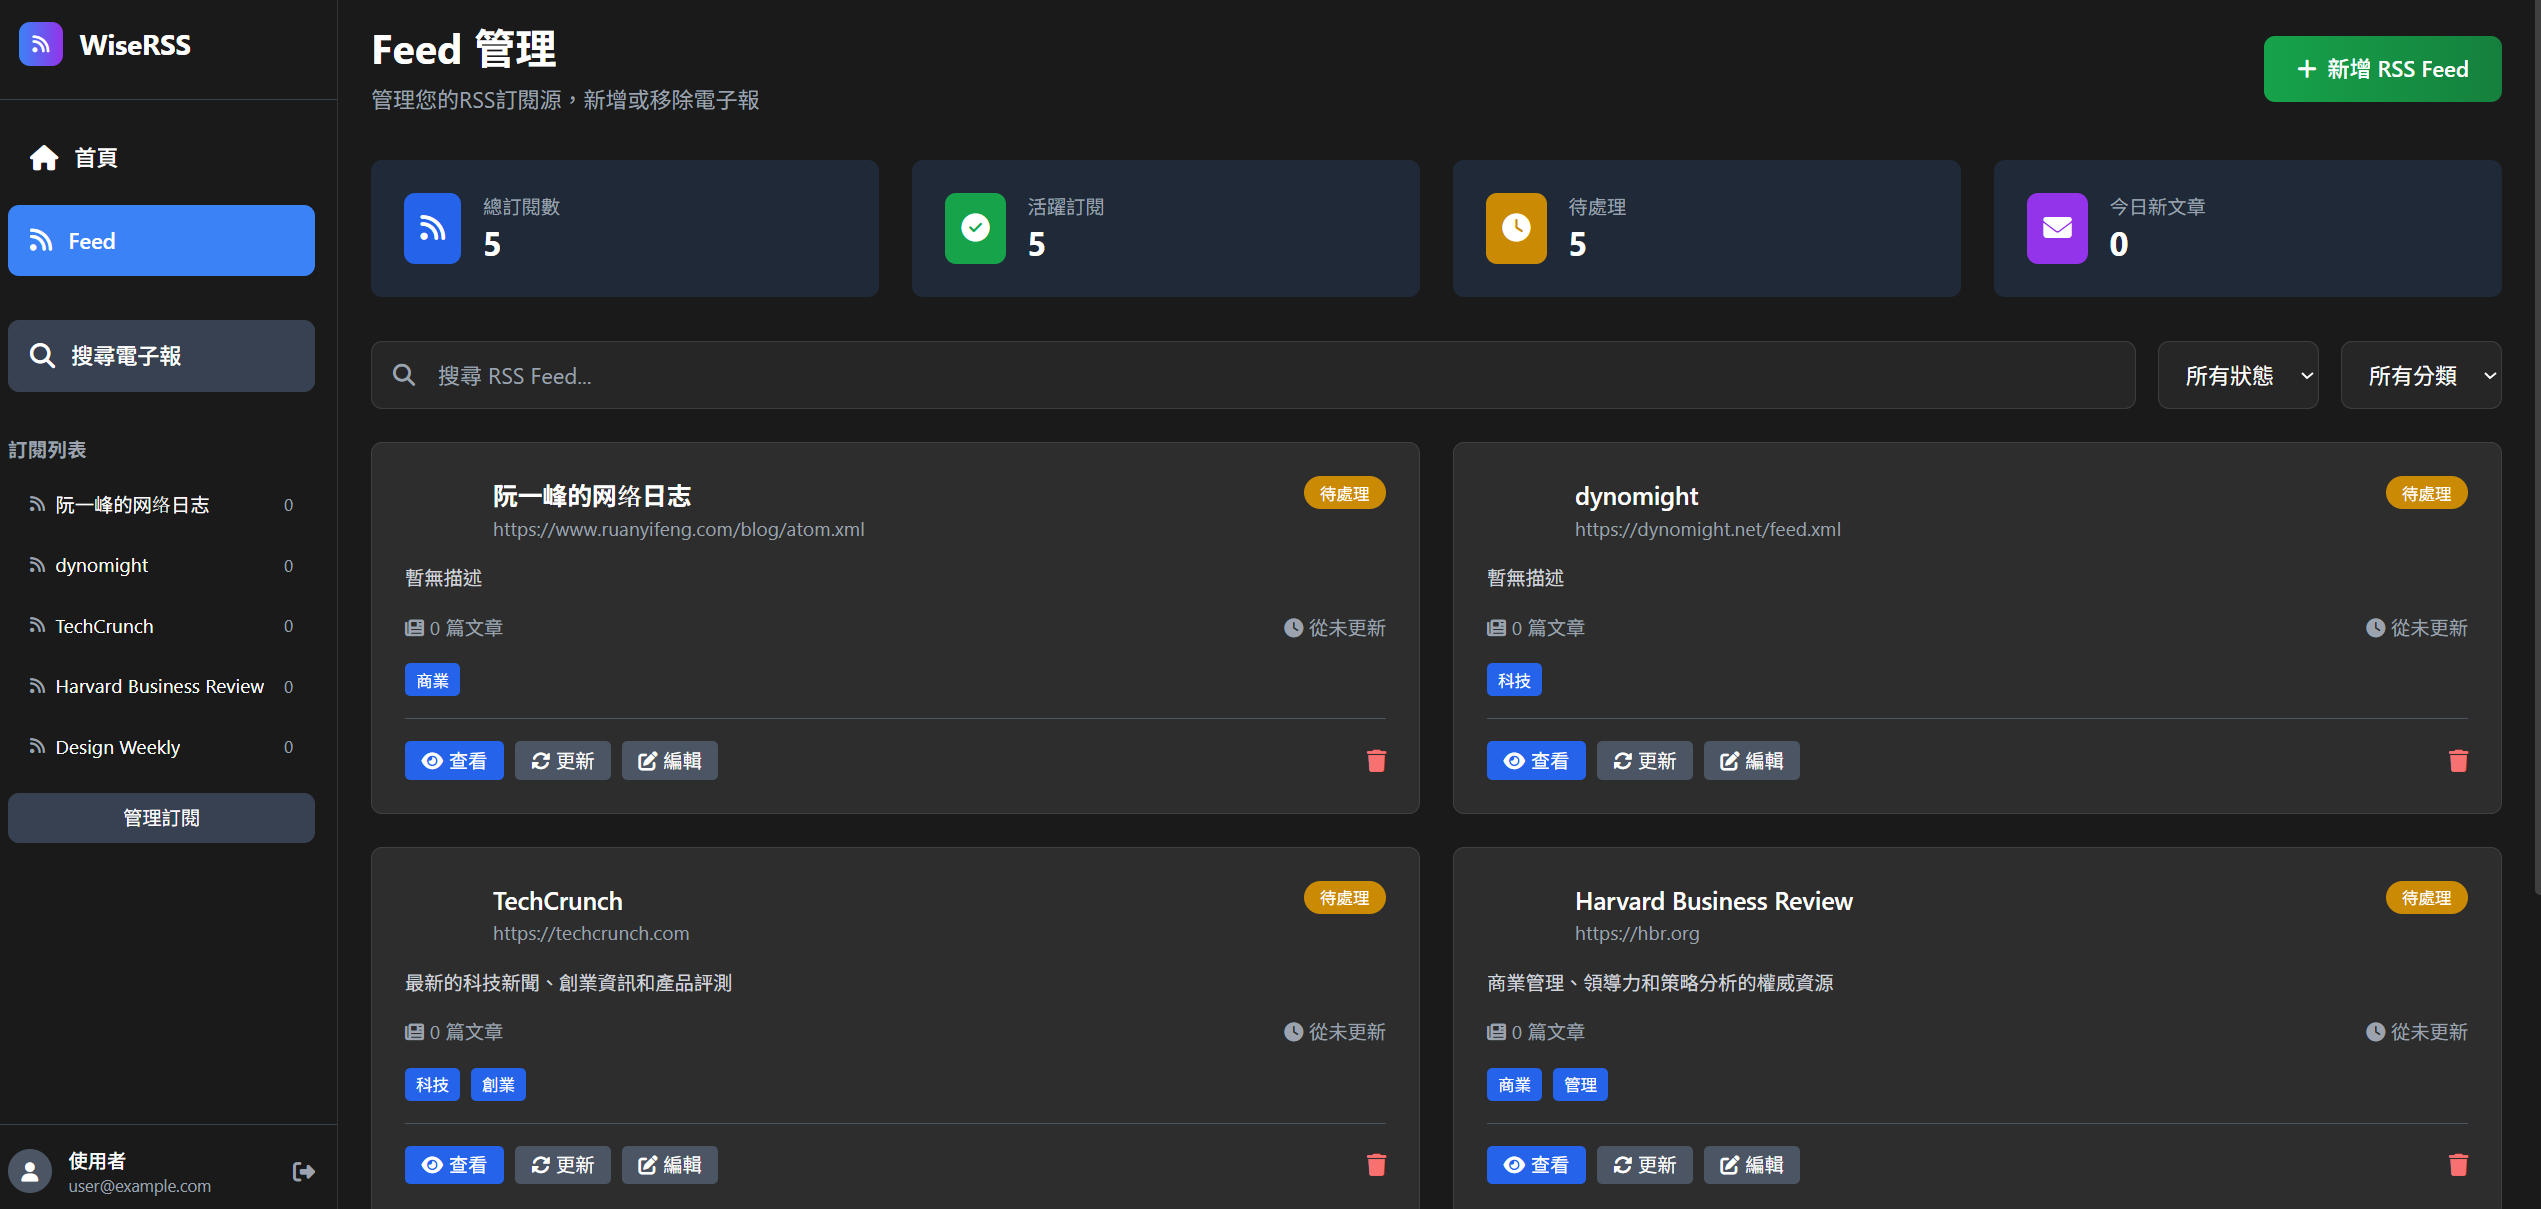 WiseRSS
首頁
Feed
搜尋電子報
訂閱列表
阮一峰的网络日志 0
dynomight 0
TechCrunch 0
Harvard Business Review 0
Design Weekly 0
管理訂閱
使用者
user@example.com
Feed 管理
管理您的RSS訂閱源，新增或移除電子報
新增 RSS Feed
總訂閱數
5
活躍訂閱
5
待處理
5
今日新文章
0
搜尋 RSS Feed...
所有狀態
所有分類
阮一峰的网络日志
待處理
https://www.ruanyifeng.com/blog/atom.xml
暫無描述
0 篇文章
從未更新
商業
查看
更新
編輯
dynomight
待處理
https://dynomight.net/feed.xml
暫無描述
0 篇文章
從未更新
科技
查看
更新
編輯
TechCrunch
待處理
https://techcrunch.com
最新的科技新聞、創業資訊和產品評測
0 篇文章
從未更新
科技
創業
查看
更新
編輯
Harvard Business Review
待處理
https://hbr.org
商業管理、領導力和策略分析的權威資源
0 篇文章
從未更新
商業
管理
查看
更新
編輯